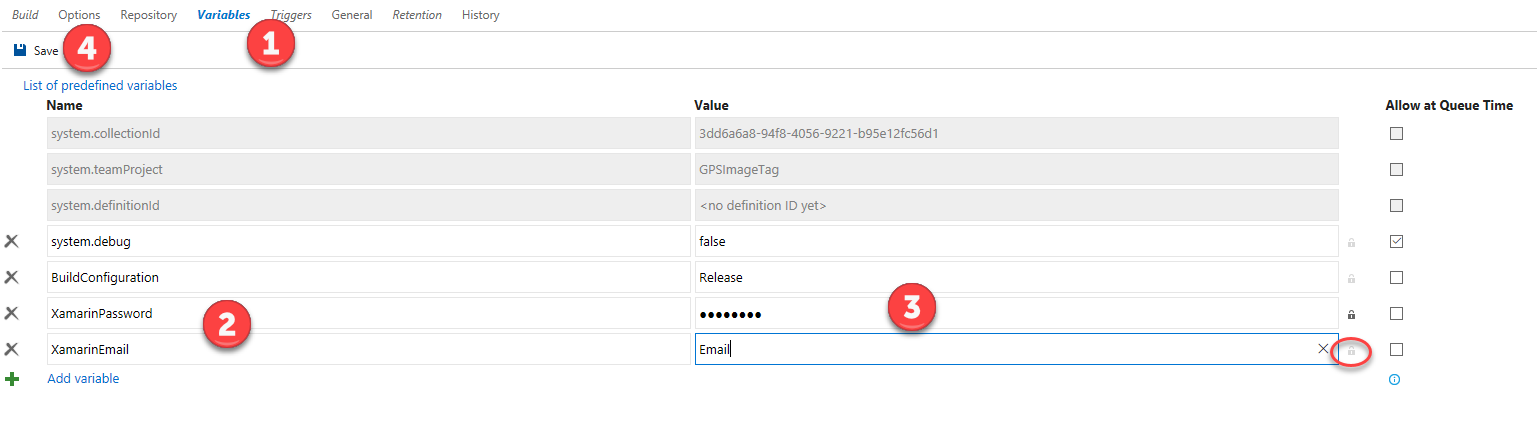 Build Options Repository Variables Triggers General Retention History
1
Save 4
List of predefined variables
Name Value Allow at Queue Time
system.collectionId 3dd6a6a8-94f8-4056-9221-b95e12fc56d1
system.teamProject GPSImageTag
system.definitionId <no definition ID yet>
system.debug false
BuildConfiguration Release
XamarinPassword ●●●●●●●●
2 3
XamarinEmail Email
Add variable